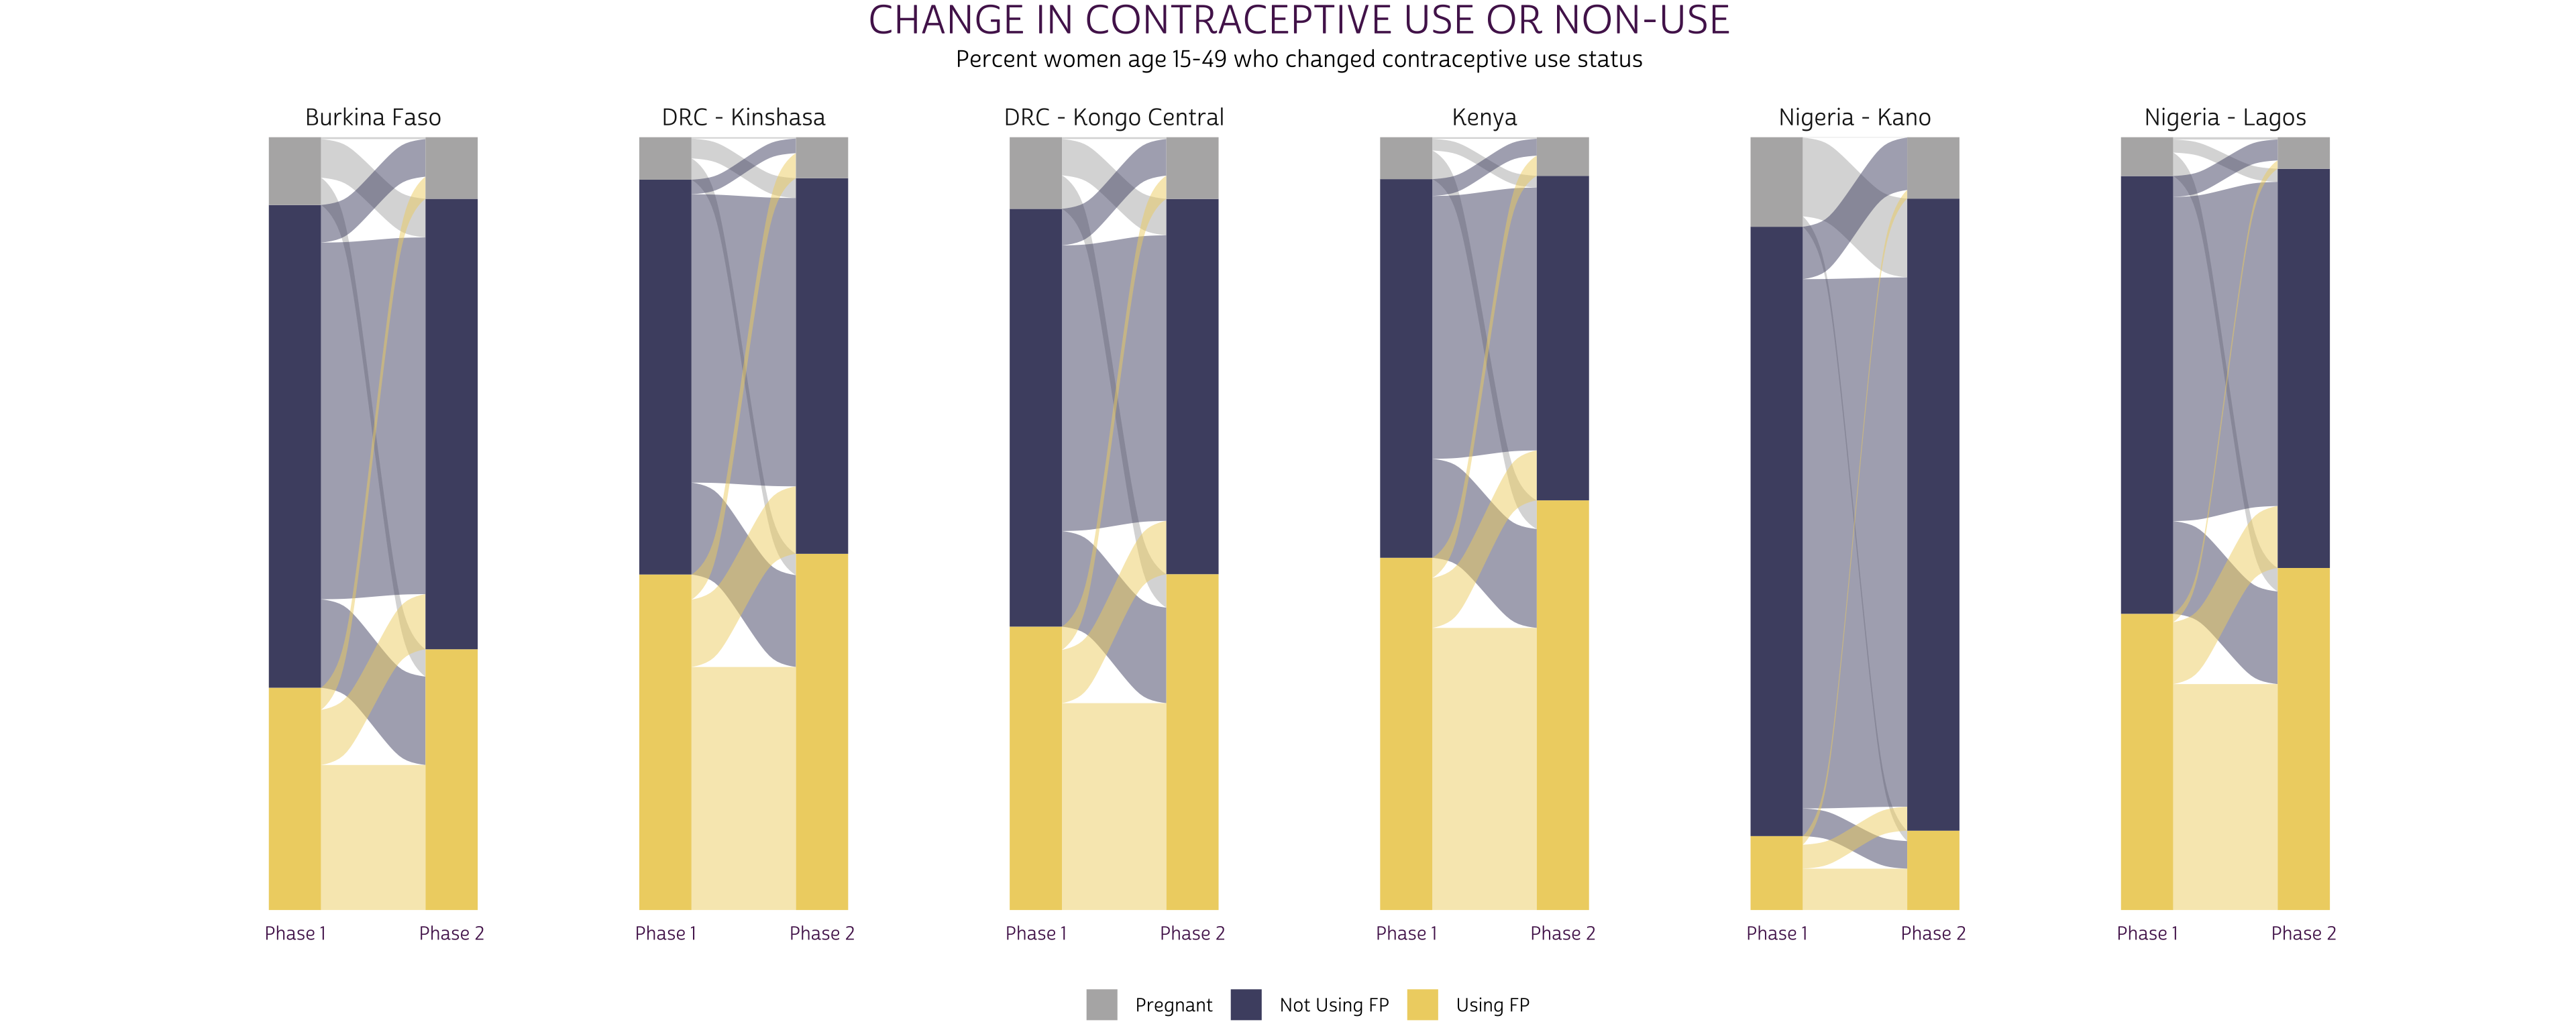 CHANGE IN CONTRACEPTIVE USE OR NON-USE
Percent women age 15-49 who changed contraceptive use status
Burkina Faso
DRC - Kinshasa
DRC - Kongo Central
Kenya
Nigeria - Kano
Nigeria - Lagos
Phase 1
Phase 2
Phase 1
Phase 2
Phase 1
Phase 2
Phase 1
Phase 2
Phase 1
Phase 2
Phase 1
Phase 2
Pregnant
Not Using FP
Using FP